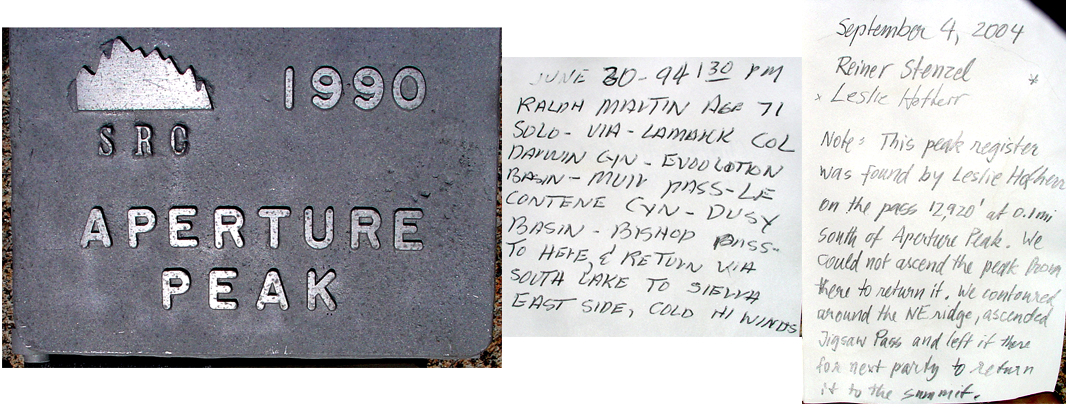 1990
SRC
APERTURE
PEAK
JUNE 30-94 1:30 PM
RALPH MARTIN AGE 71
SOLO - VIA - LAMARCK COL
DARWIN CYN - EVOOLOTION
BASIN - MUIR PASS - LE
CONTENE CYN - DUSY
BASIN - BISHOP PASS -
TO HERE, & RETURN VIA
SOUTH LAKE TO SIERRA
EAST SIDE, COLD HI WINDS
September 4, 2004
Reiner Stenzel *
x Leslie Hofherr
Note: This peak register
was found by Leslie Hofherr
on the pass 12,920' at 0.1mi
south of Aperture Peak. We
could not ascend the peak from
there to return it. We contoured
around the NE ridge, ascended
Jigsaw Pass and left it there
for next party to return
it to the summit.